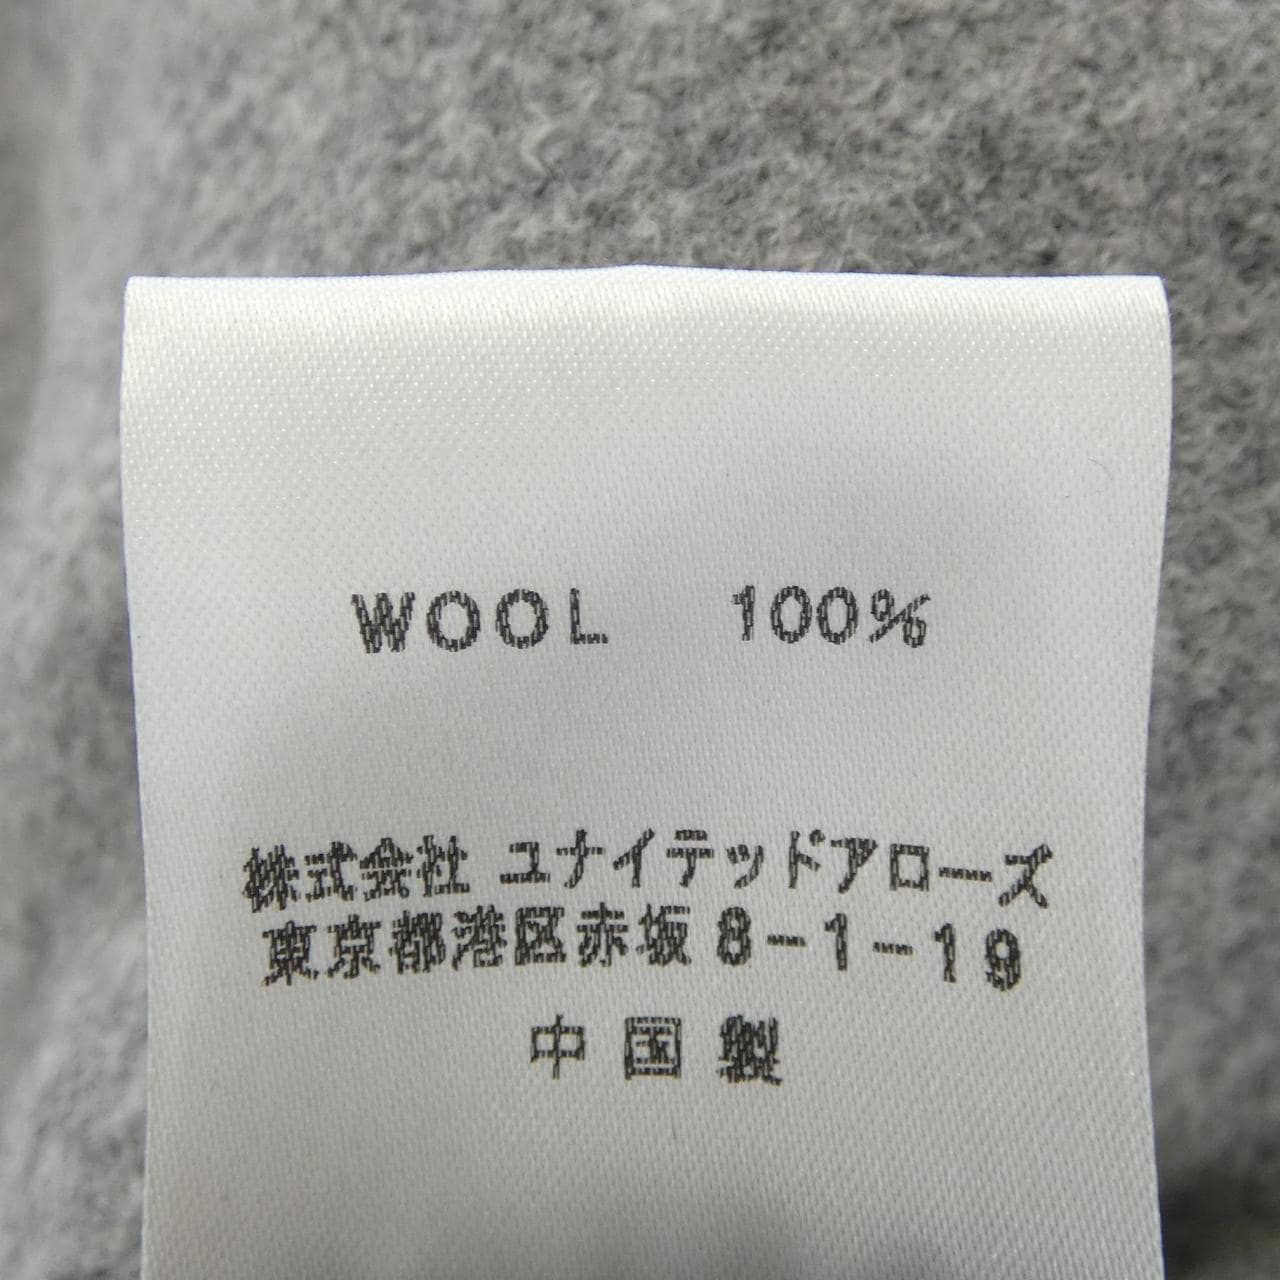 WOOL 100%
株式会社 ユナイテッドアローズ
東京都港区赤坂8-1-19
中国製